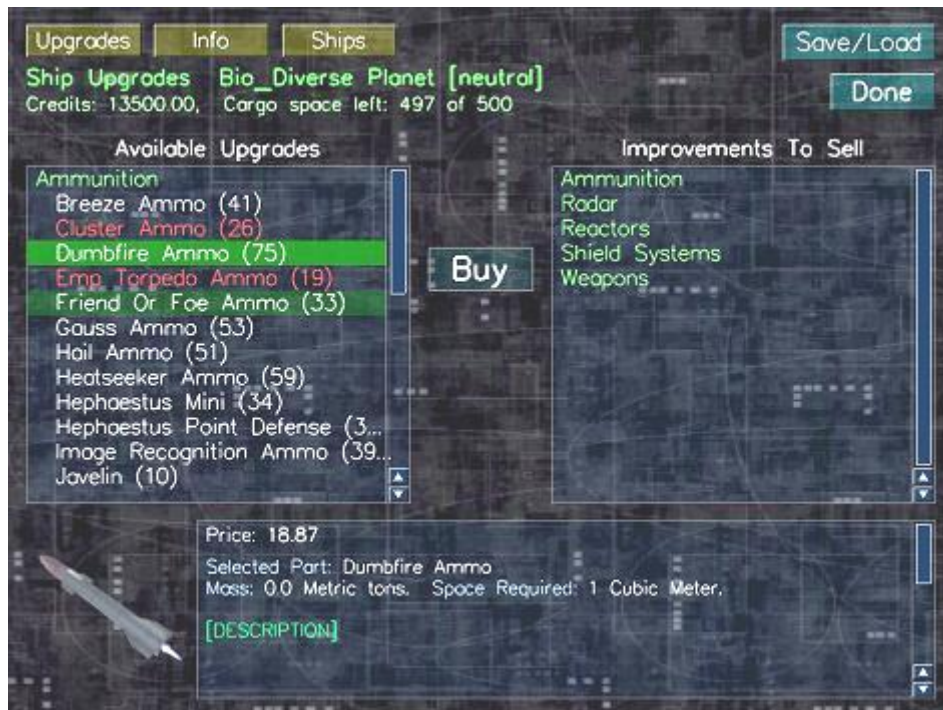 Upgrades Info Ships Save/Load
Ship Upgrades Bio_Diverse Planet [neutral]
Credits: 13500.00, Cargo space left: 497 of 500
Done
Available Upgrades
Ammunition
Breeze Ammo (41)
Cluster Ammo (26)
Dumbfire Ammo (75)
Emp Torpedo Ammo (19)
Friend Or Foe Ammo (33)
Gauss Ammo (53)
Hail Ammo (51)
Heatseeker Ammo (59)
Hephaestus Mini (34)
Hephaestus Point Defense (3...
Image Recognition Ammo (39...
Javelin (10)
Buy
Improvements To Sell
Ammunition
Radar
Reactors
Shield Systems
Weapons
Price: 18.87
Selected Part: Dumbfire Ammo
Mass: 0.0 Metric tons. Space Required: 1 Cubic Meter.
[DESCRIPTION]